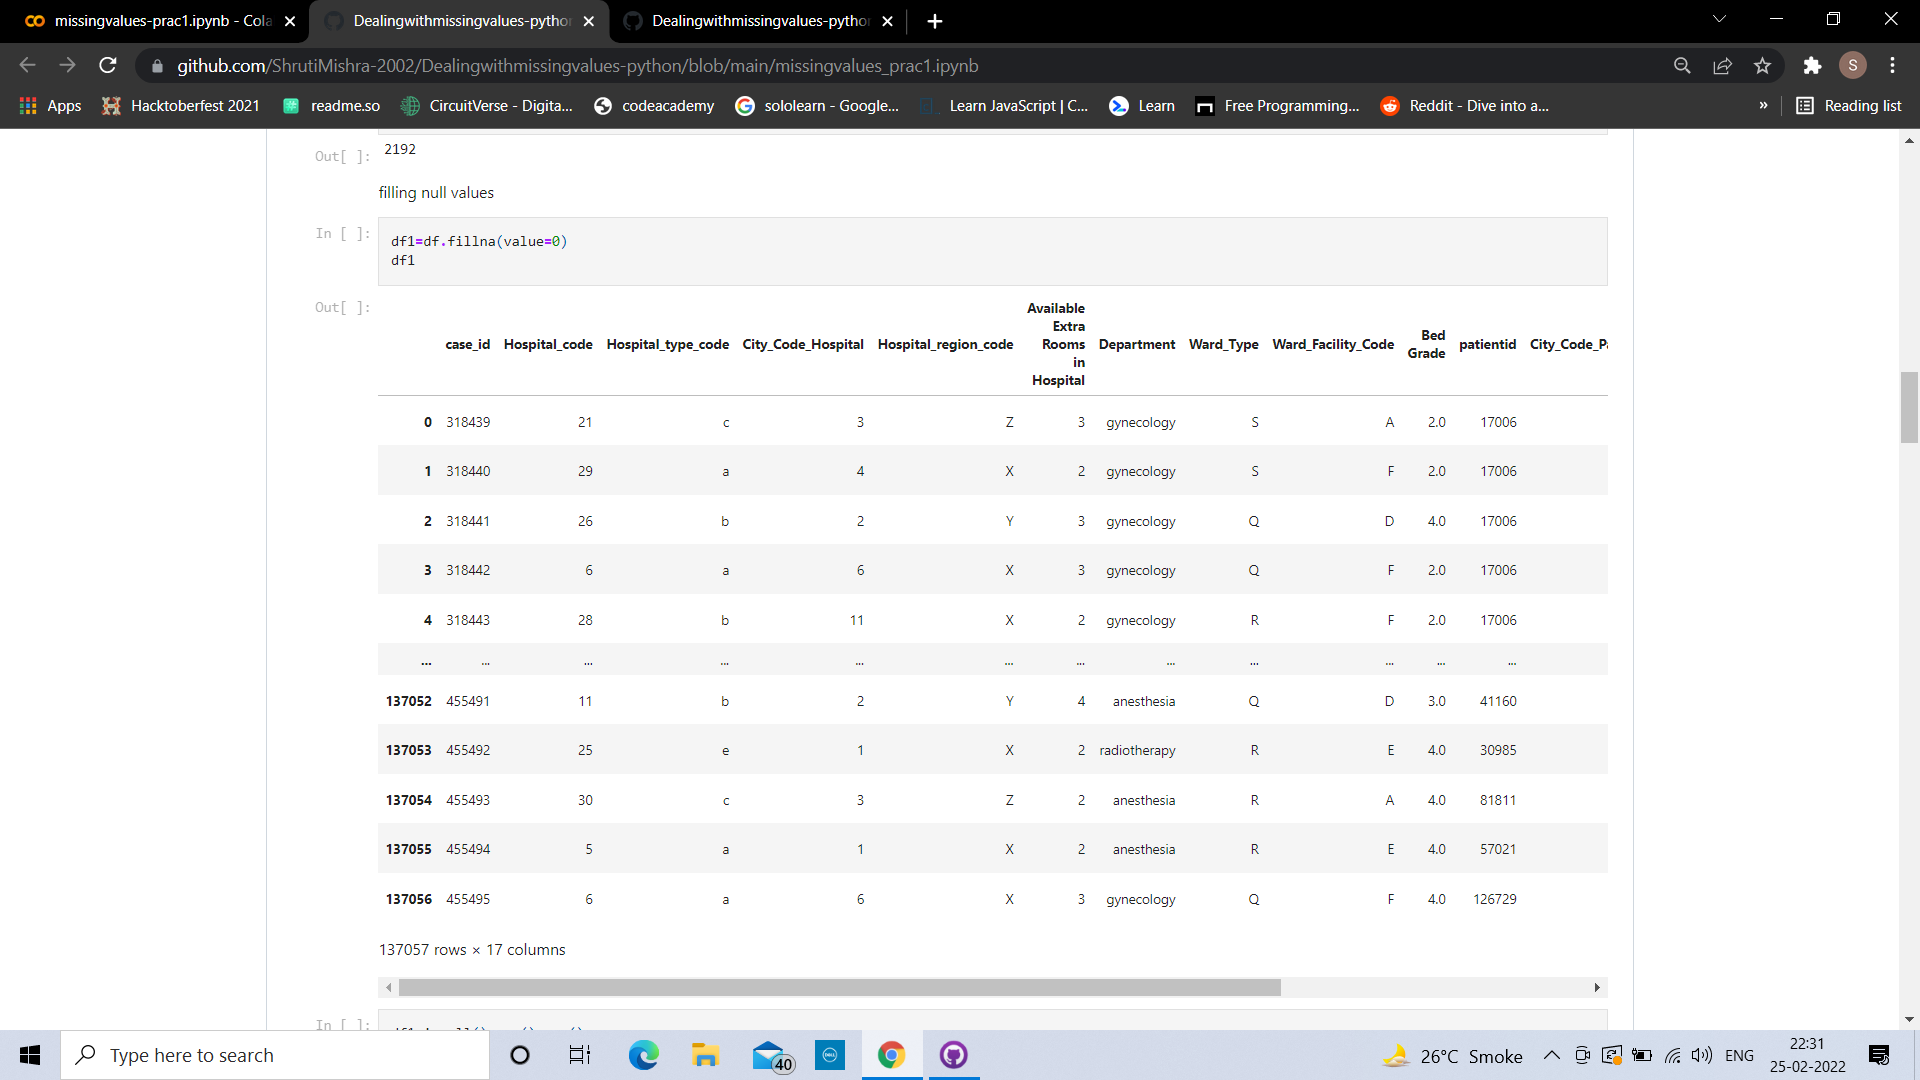 missingvalues-prac1.ipynb - Cola
Dealingwithmissingvalues-python
Dealingwithmissingvalues-python
github.com/ShrutiMishra-2002/Dealingwithmissingvalues-python/blob/main/missingvalues_prac1.ipynb
S
Apps Hacktoberfest 2021 readme.so CircuitVerse - Digita... codeacademy sololearn - Google... Learn JavaScript | C... Learn Free Programming... Reddit - Dive into a... » Reading list
Out[ ]: 2192
filling null values
In [ ]: df1=df.fillna(value=0)
df1
Out[ ]:
case_id Hospital_code Hospital_type_code City_Code_Hospital Hospital_region_code Available Extra Rooms in Hospital Department Ward_Type Ward_Facility_Code Bed Grade patientid City_Code_Pa
0 318439 21 c 3 Z 3 gynecology S A 2.0 17006
1 318440 29 a 4 X 2 gynecology S F 2.0 17006
2 318441 26 b 2 Y 3 gynecology Q D 4.0 17006
3 318442 6 a 6 X 3 gynecology Q F 2.0 17006
4 318443 28 b 11 X 2 gynecology R F 2.0 17006
... ... ... ... ... ... ... ... ... ... ... ...
137052 455491 11 b 2 Y 4 anesthesia Q D 3.0 41160
137053 455492 25 e 1 X 2 radiotherapy R E 4.0 30985
137054 455493 30 c 3 Z 2 anesthesia R A 4.0 81811
137055 455494 5 a 1 X 2 anesthesia R E 4.0 57021
137056 455495 6 a 6 X 3 gynecology Q F 4.0 126729
137057 rows × 17 columns
In [ ]:
Type here to search
40
DELL
26°C Smoke
ENG
22:31
25-02-2022